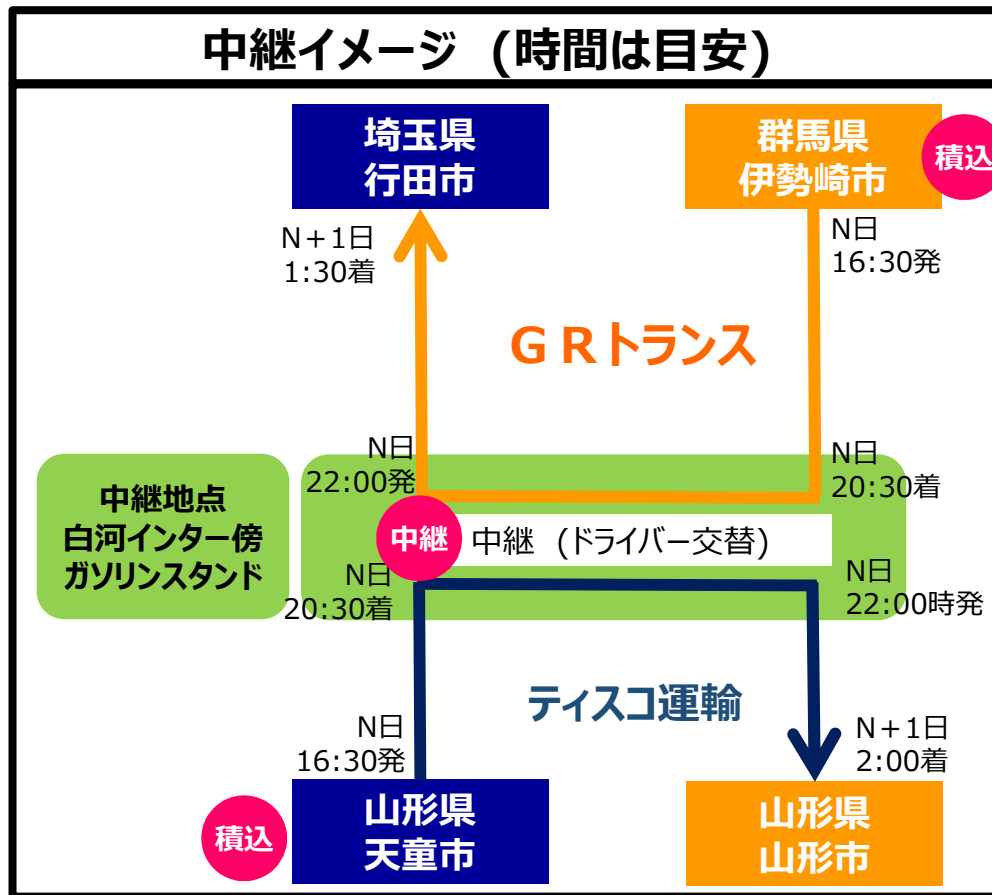 中継イメージ (時間は目安)
埼玉県
行田市
群馬県
伊勢崎市
積込
N+1日
1:30着
N日
16:30発
GRトランス
N日
22:00発
N日
20:30着
中継地点
白河インター傍
ガソリンスタンド
中継
中継 (ドライバー交替)
N日
20:30着
N日
22:00時発
ティスコ運輸
N日
16:30発
N+1日
2:00着
積込
山形県
天童市
山形県
山形市